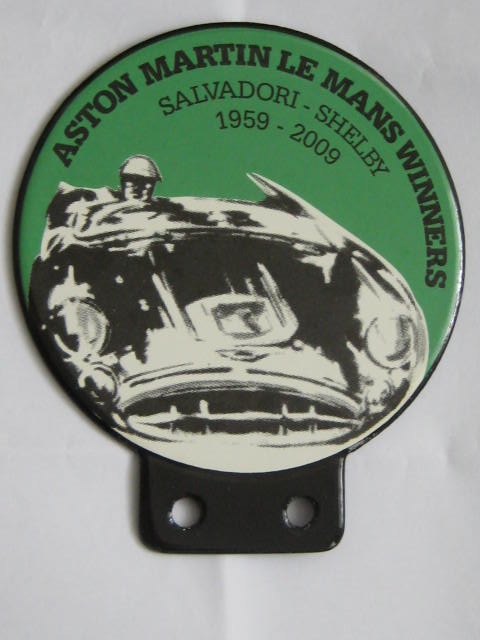 ASTON MARTIN LE MANS WINNERS
SALVADORI - SHELBY
1959 - 2009